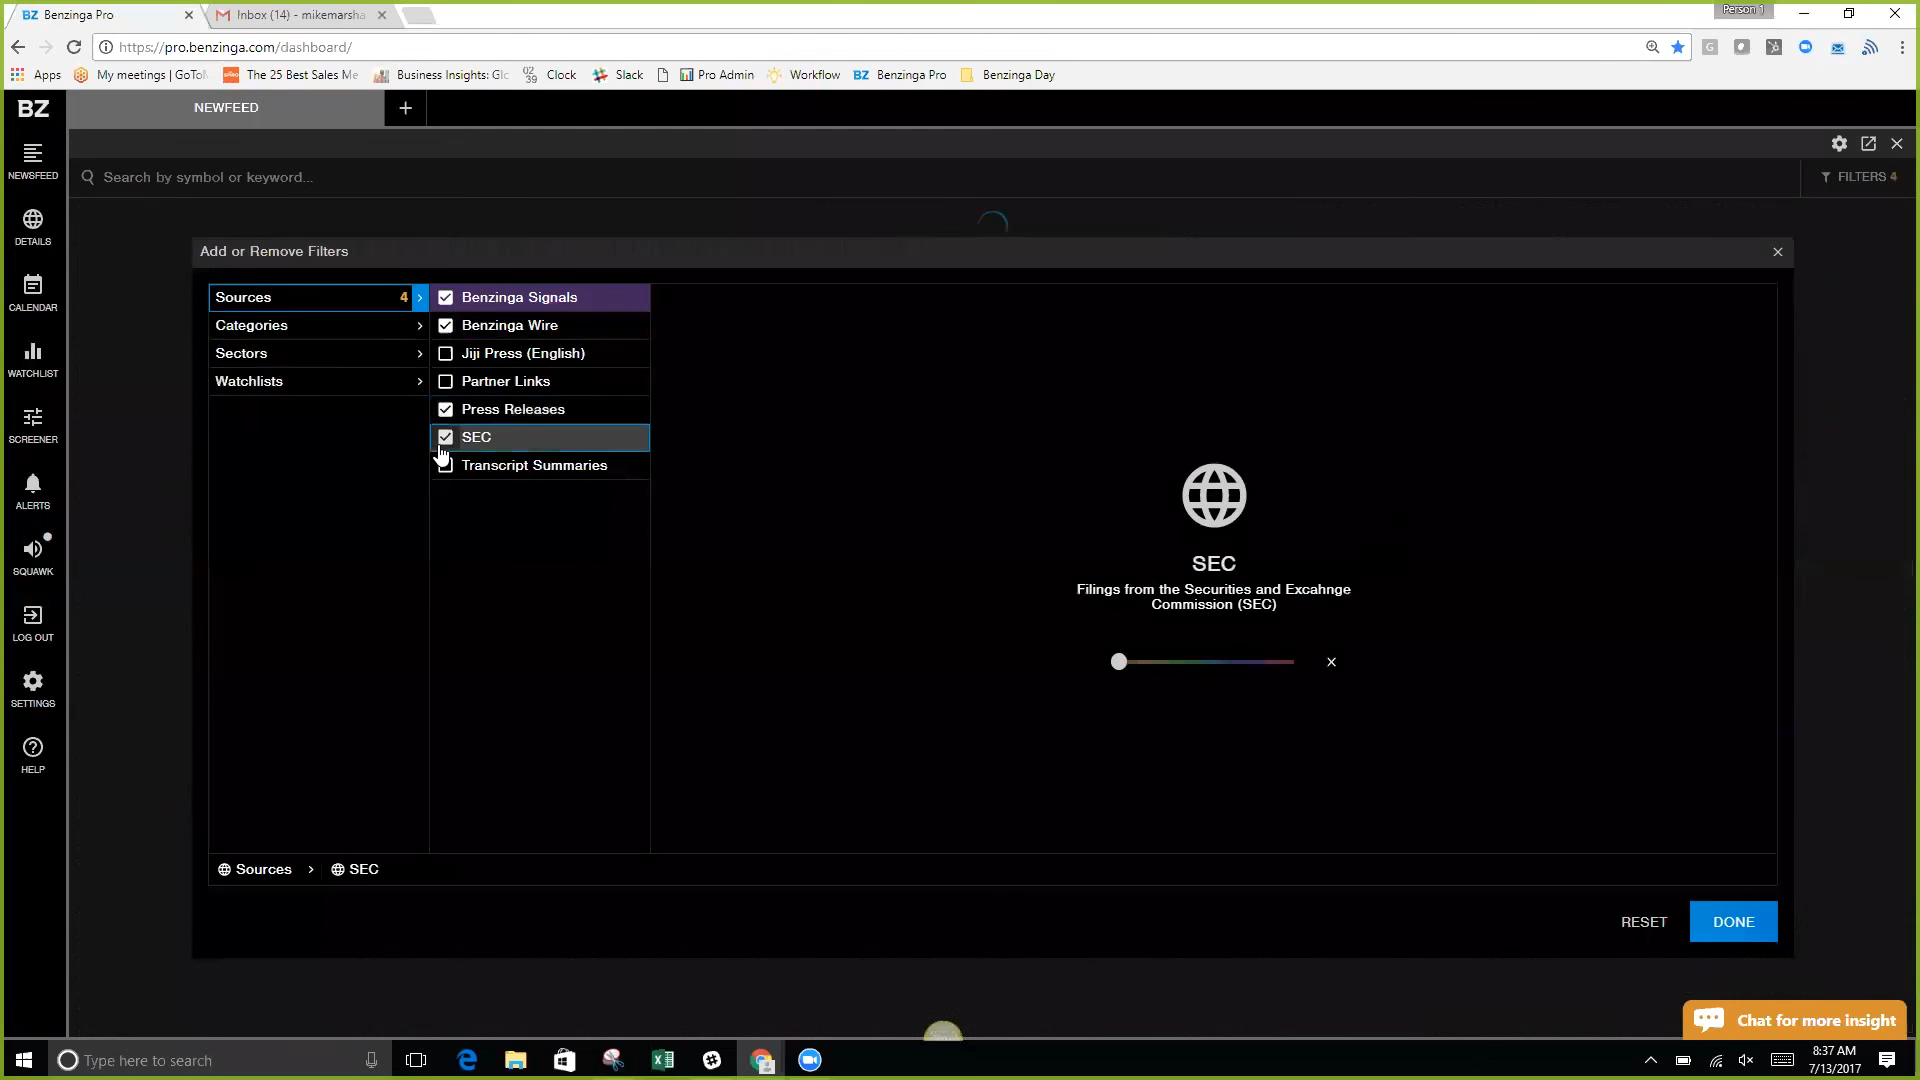 BZ Benzinga Pro
Inbox (14) - mikemarsha
Person 1
https://pro.benzinga.com/dashboard/
Apps
My meetings | GoTo
The 25 Best Sales Me
Business Insights: Glo
02
39
Clock
Slack
Pro Admin
Workflow
BZ Benzinga Pro
Benzinga Day
BZ
NEWFEED
+
NEWSFEED
DETAILS
CALENDAR
WATCHLIST
SCREENER
ALERTS
SQUAWK
LOG OUT
SETTINGS
HELP
Search by symbol or keyword...
FILTERS 4
Add or Remove Filters
Sources 4
Categories
Sectors
Watchlists
Benzinga Signals
Benzinga Wire
Jiji Press (English)
Partner Links
Press Releases
SEC
Transcript Summaries
SEC
Filings from the Securities and Excahnge
Commission (SEC)
Sources > SEC
RESET
DONE
Chat for more insight
Type here to search
8:37 AM
7/13/2017